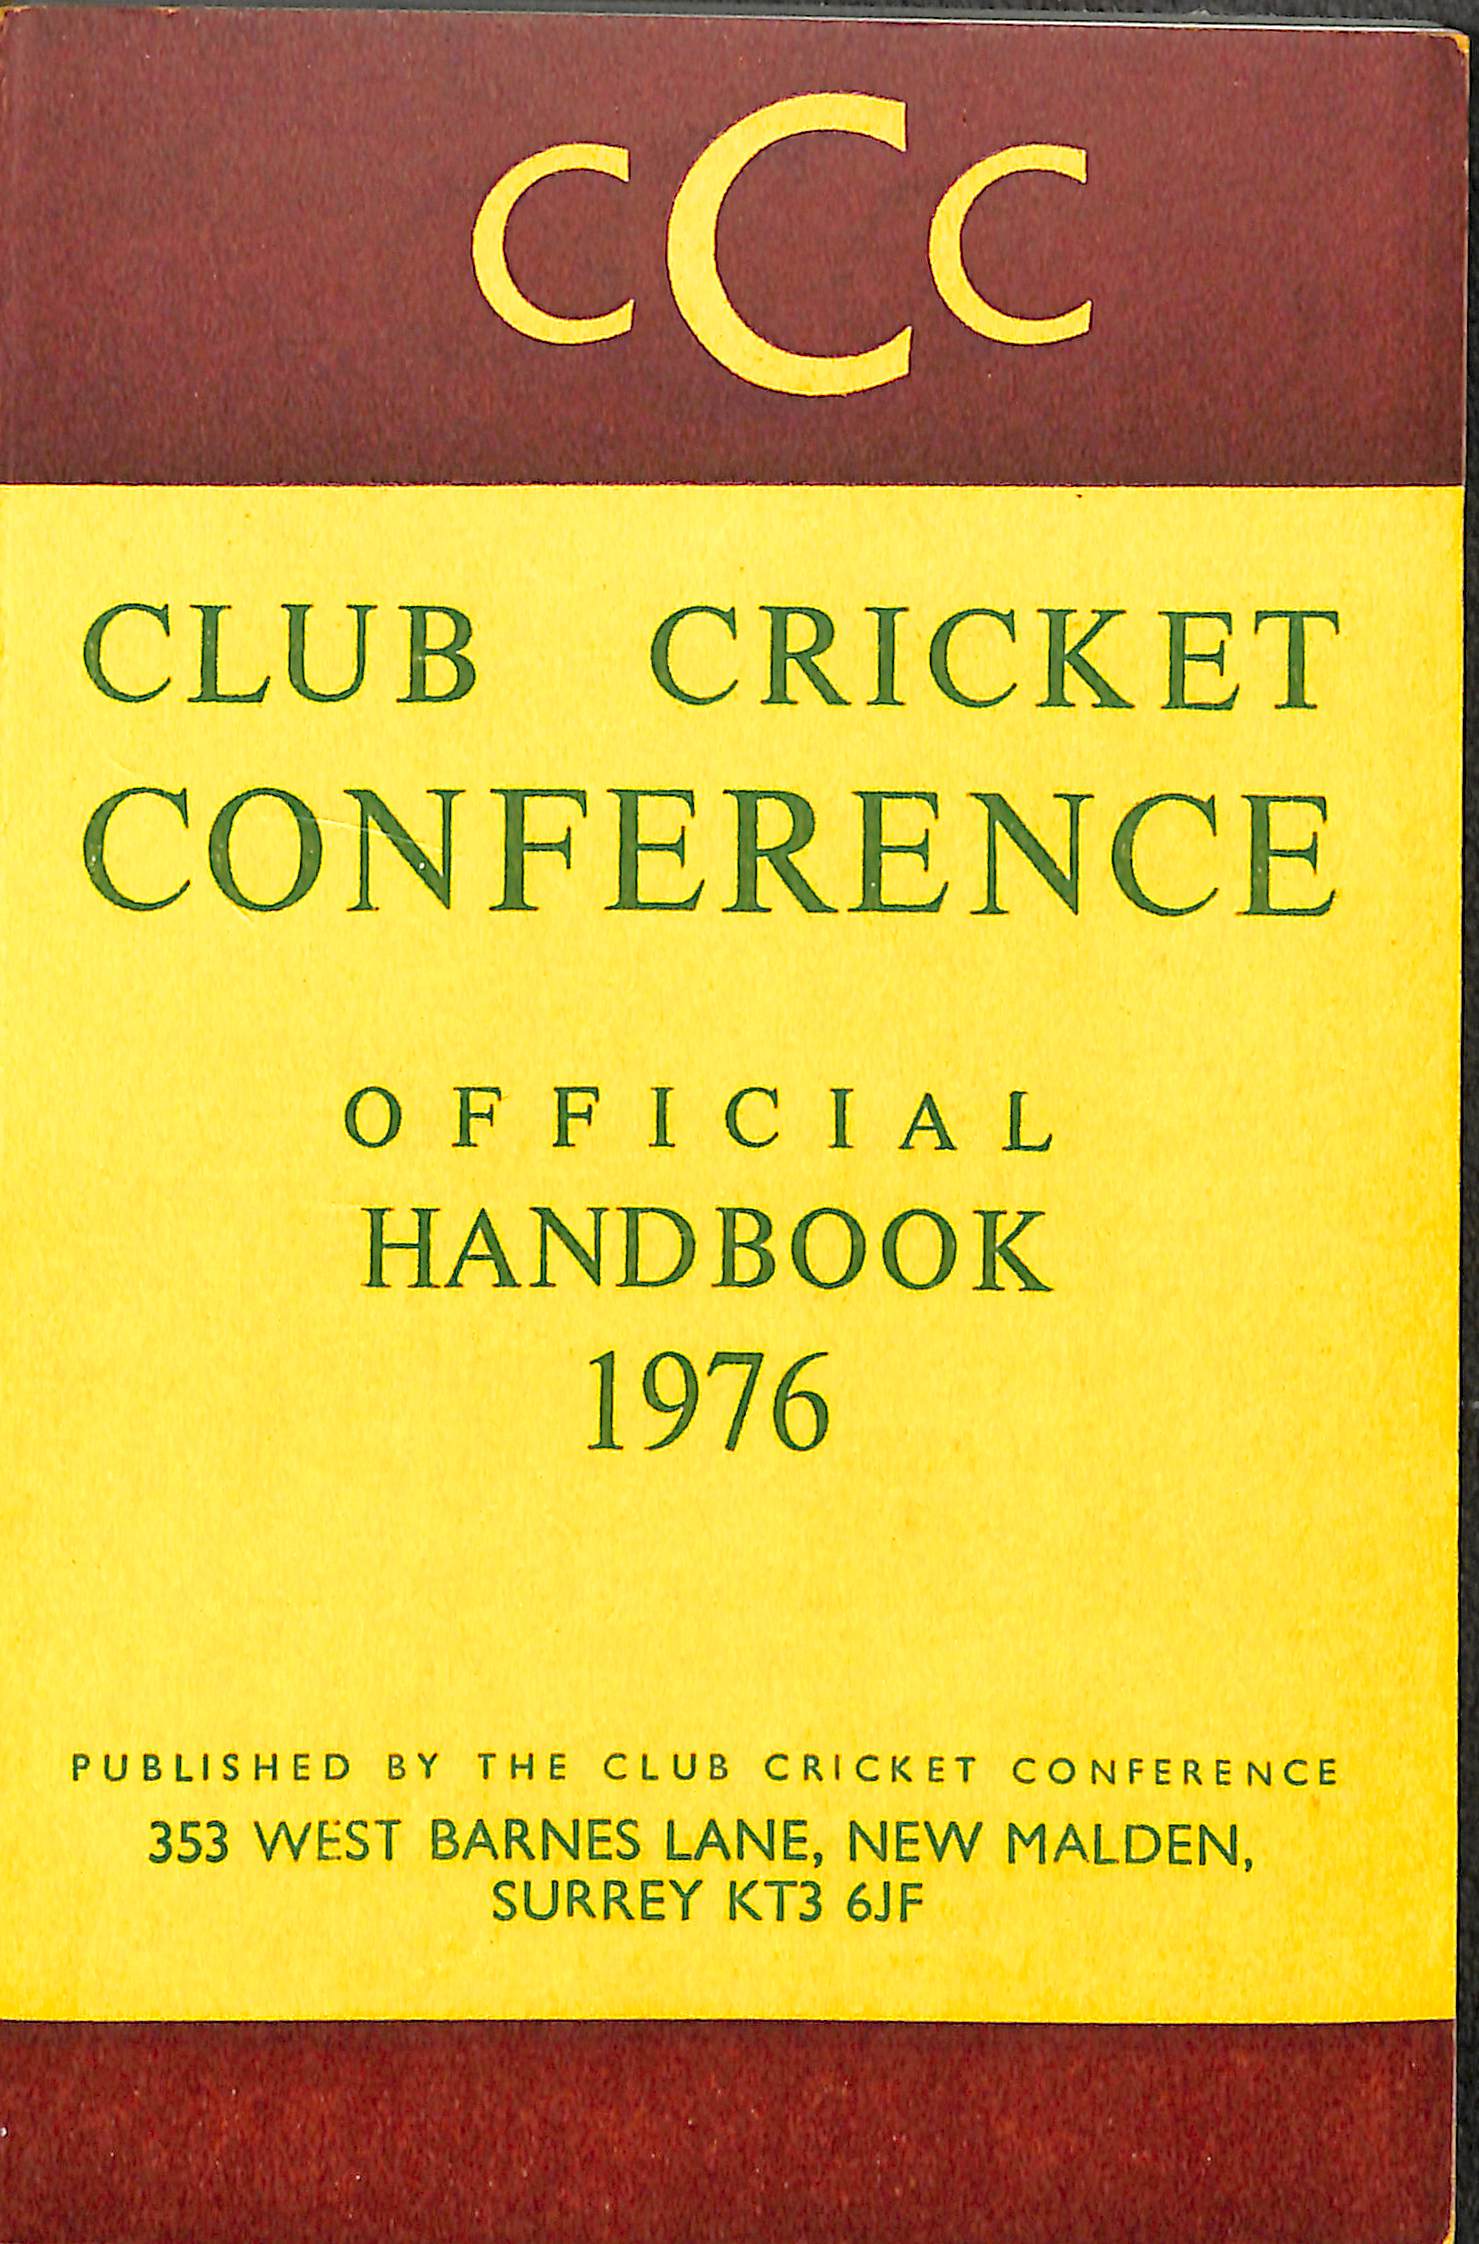 CCC
CLUB CRICKET
CONFERENCE
OFFICIAL
HANDBOOK
1976
PUBLISHED BY THE CLUB CRICKET CONFERENCE
353 WEST BARNES LANE, NEW MALDEN,
SURREY KT3 6JF